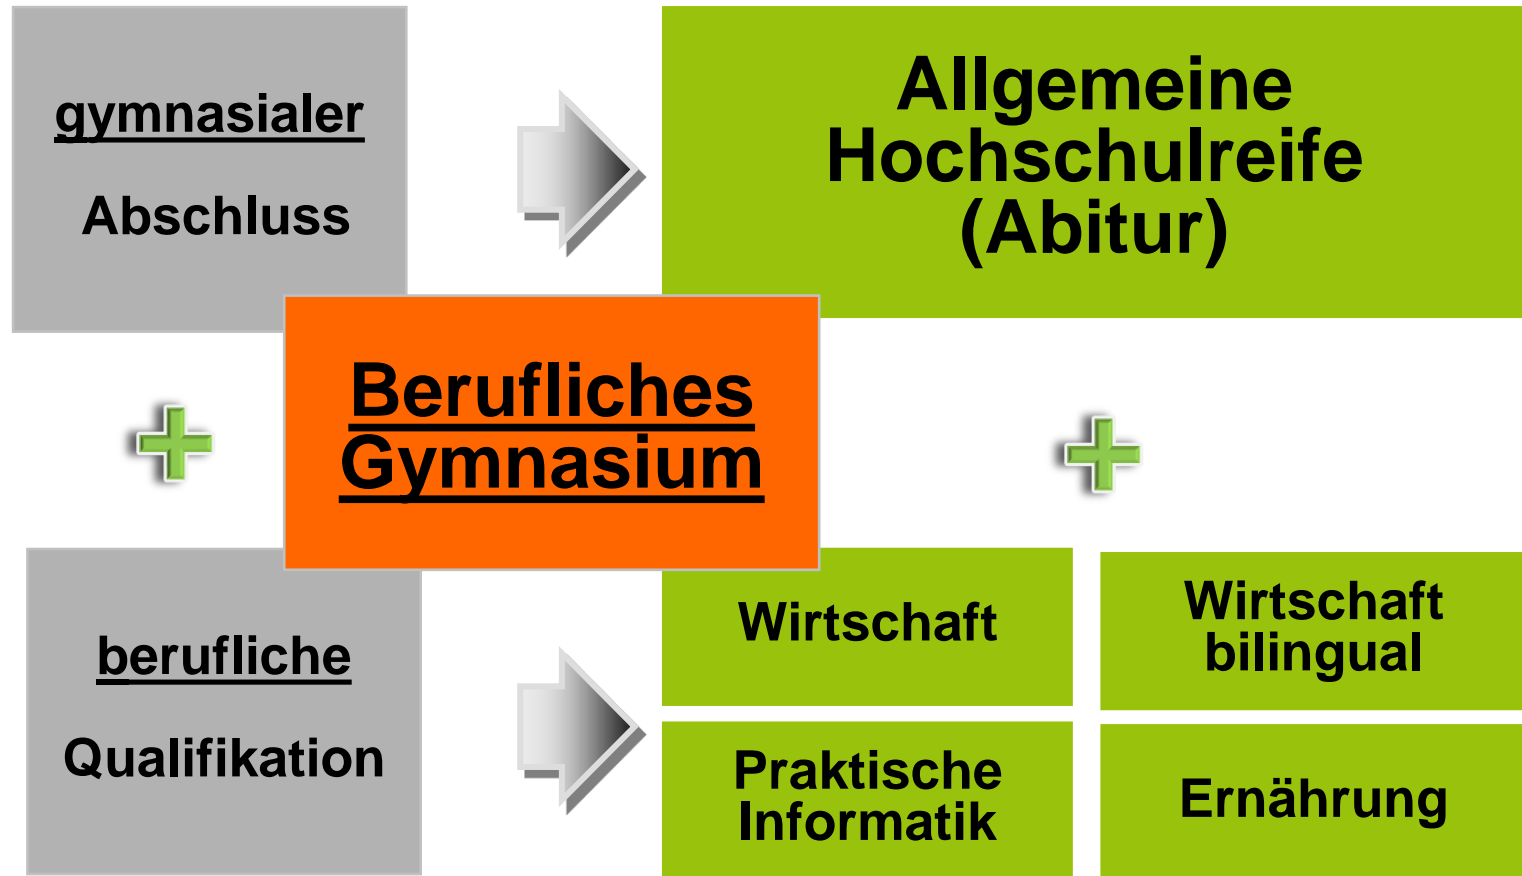 gymnasialer
Abschluss
Allgemeine
Hochschulreife
(Abitur)
Berufliches
Gymnasium
berufliche
Qualifikation
Wirtschaft
Wirtschaft
bilingual
Praktische
Informatik
Ernährung